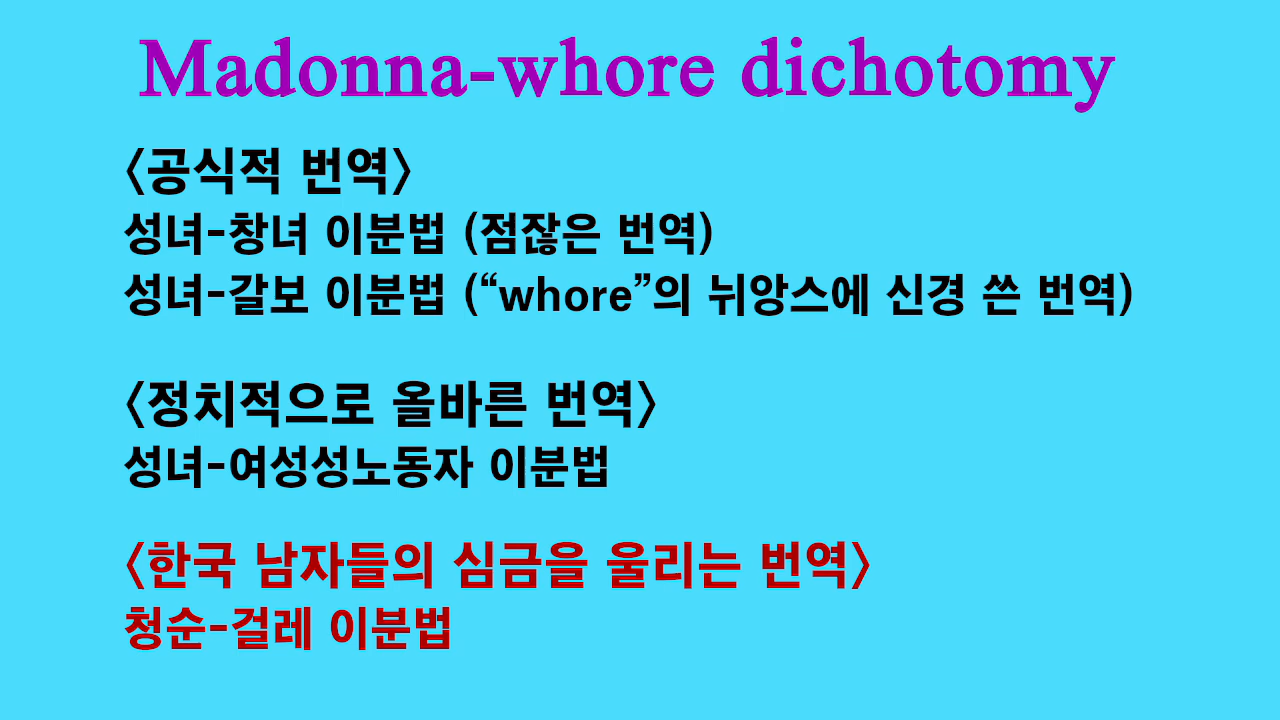 Madonna-whore dichotomy
〈공식적 번역〉
성녀-창녀 이분법 (점잖은 번역)
성녀-갈보 이분법 (“whore”의 뉘앙스에 신경 쓴 번역)
〈정치적으로 올바른 번역〉
성녀-여성성노동자 이분법
〈한국 남자들의 심금을 울리는 번역〉
청순-걸레 이분법